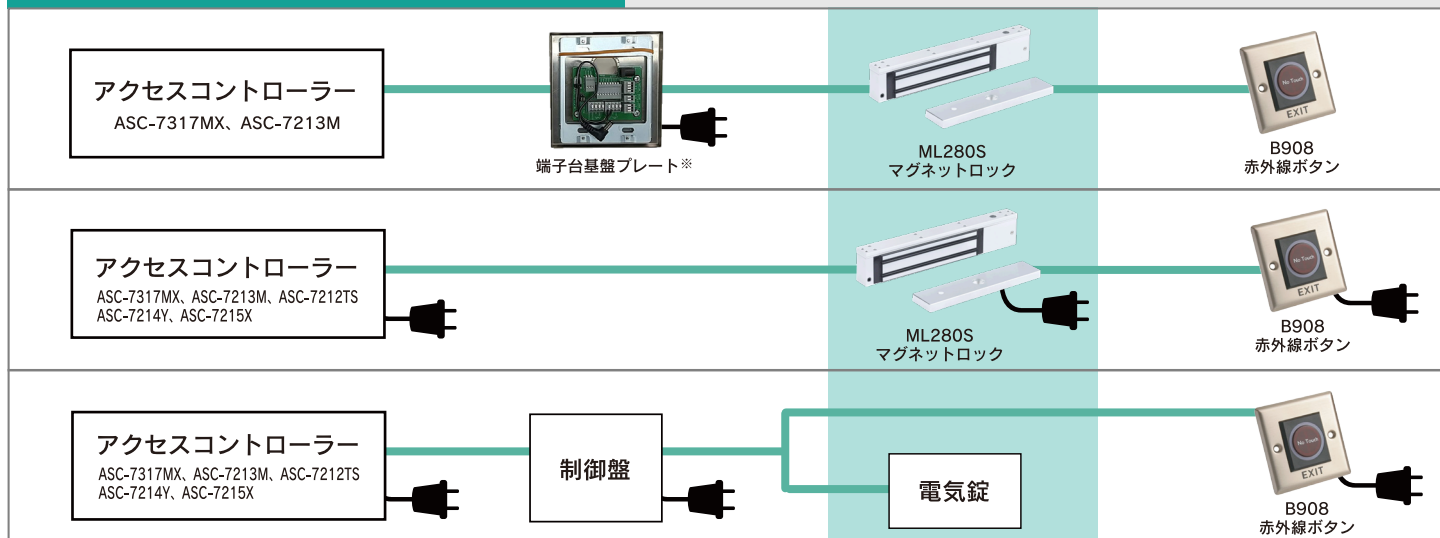 アクセスコントローラー
ASC-7317MX、ASC-7213M
端子台基盤プレート※
ML280S
マグネットロック
No Touch
EXIT
B908
赤外線ボタン
アクセスコントローラー
ASC-7317MX、ASC-7213M、ASC-7212TS
ASC-7214Y、ASC-7215X
ML280S
マグネットロック
No Touch
EXIT
B908
赤外線ボタン
アクセスコントローラー
ASC-7317MX、ASC-7213M、ASC-7212TS
ASC-7214Y、ASC-7215X
制御盤
電気錠
No Touch
EXIT
B908
赤外線ボタン